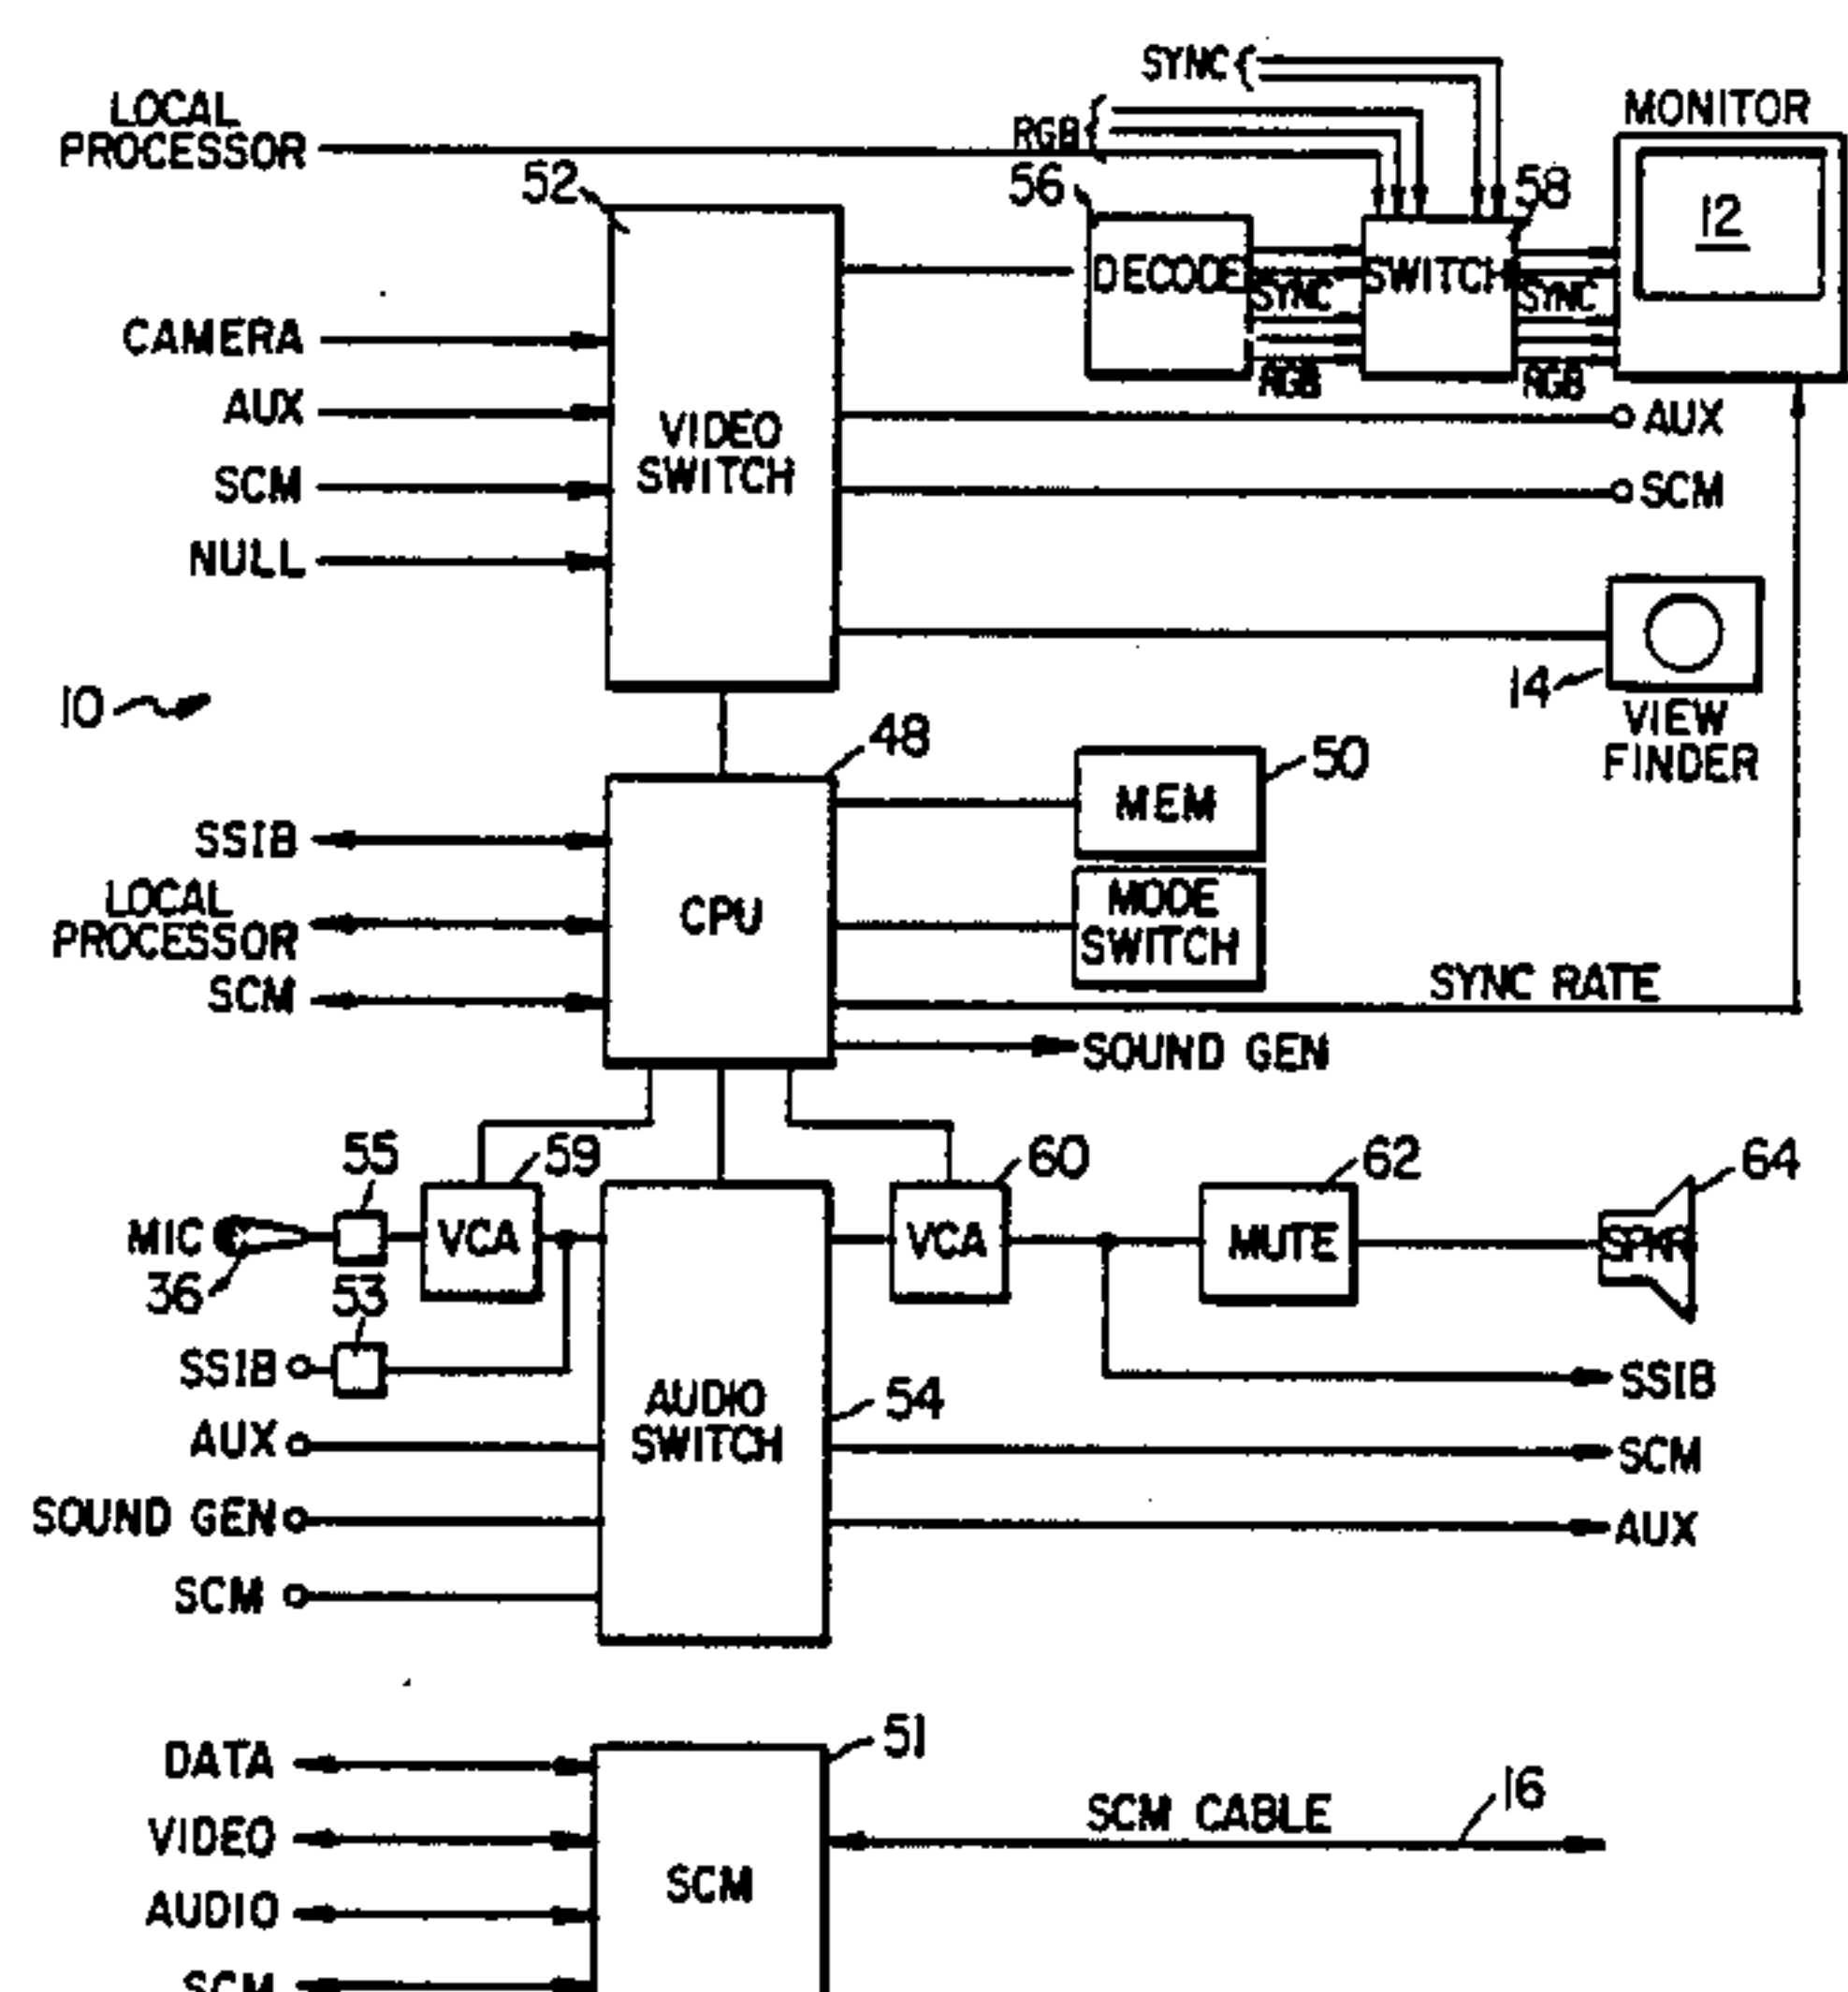 SYNC
LOCAL
PROCESSOR
RGB
MONITOR
52
56
58
12
DECODE
SWITCH
SYNC
SYNC
RGB
RGB
CAMERA
AUX
SCM
NULL
VIDEO
SWITCH
AUX
SCM
14
VIEW
FINDER
10
48
50
MEM
SSIB
LOCAL
PROCESSOR
SCM
CPU
MODE
SWITCH
SYNC RATE
SOUND GEN
55
59
60
62
64
MIC
VCA
VCA
MUTE
SPKR
36
53
SSIB
AUX
SOUND GEN
SCM
AUDIO
SWITCH
54
SSIB
SCM
AUX
51
DATA
VIDEO
AUDIO
SCM
SCM
SCM CABLE
16